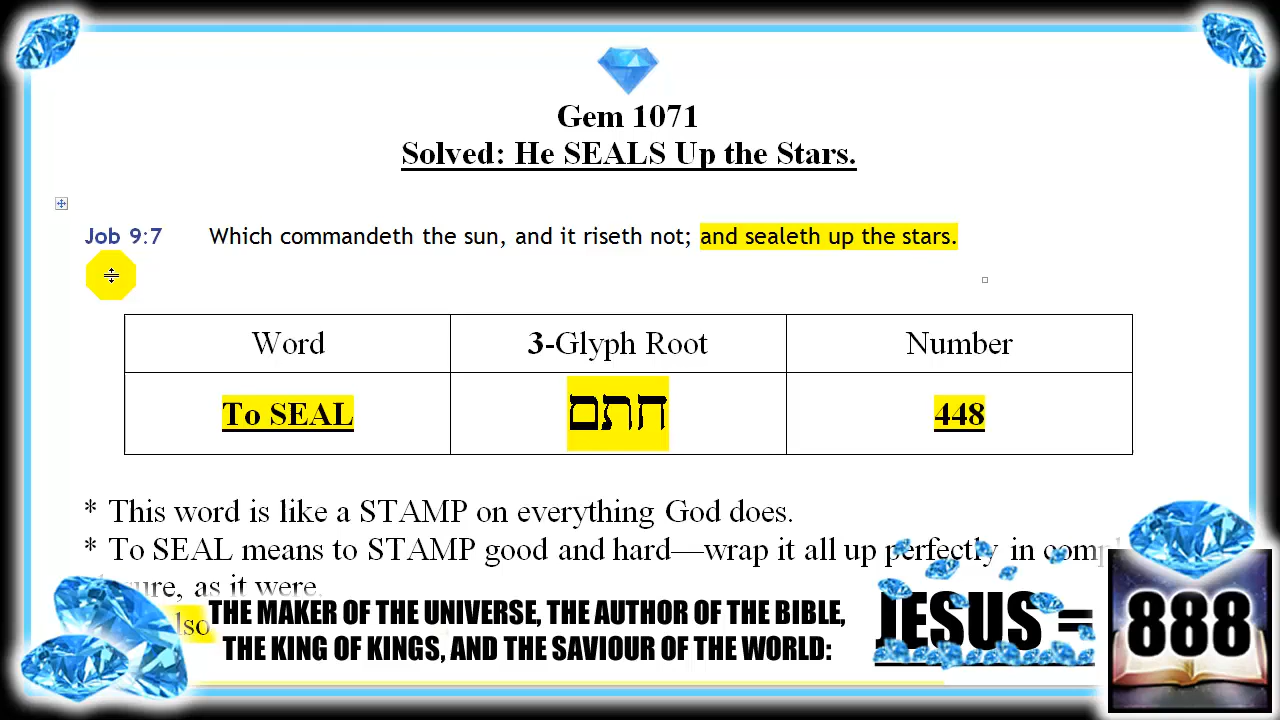 Gem 1071
Solved: He SEALS Up the Stars.
Job 9:7 Which commandeth the sun, and it riseth not; and sealeth up the stars.
Word 3-Glyph Root Number
To SEAL חתם 448
* This word is like a STAMP on everything God does.
* To SEAL means to STAMP good and hard—wrap it all up perfectly in
as it were.
THE MAKER OF THE UNIVERSE, THE AUTHOR OF THE BIBLE,
THE KING OF KINGS, AND THE SAVIOUR OF THE WORLD:
JESUS = 888